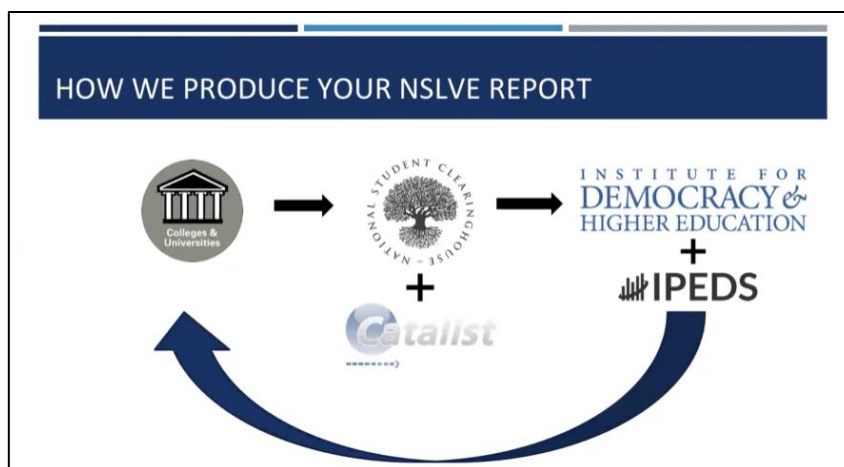 HOW WE PRODUCE YOUR NSLVE REPORT
Colleges &
Universities
NATIONAL STUDENT CLEARINGHOUSE
INSTITUTE FOR
DEMOCRACY &
HIGHER EDUCATION
+
IPEDS
+
Catalist